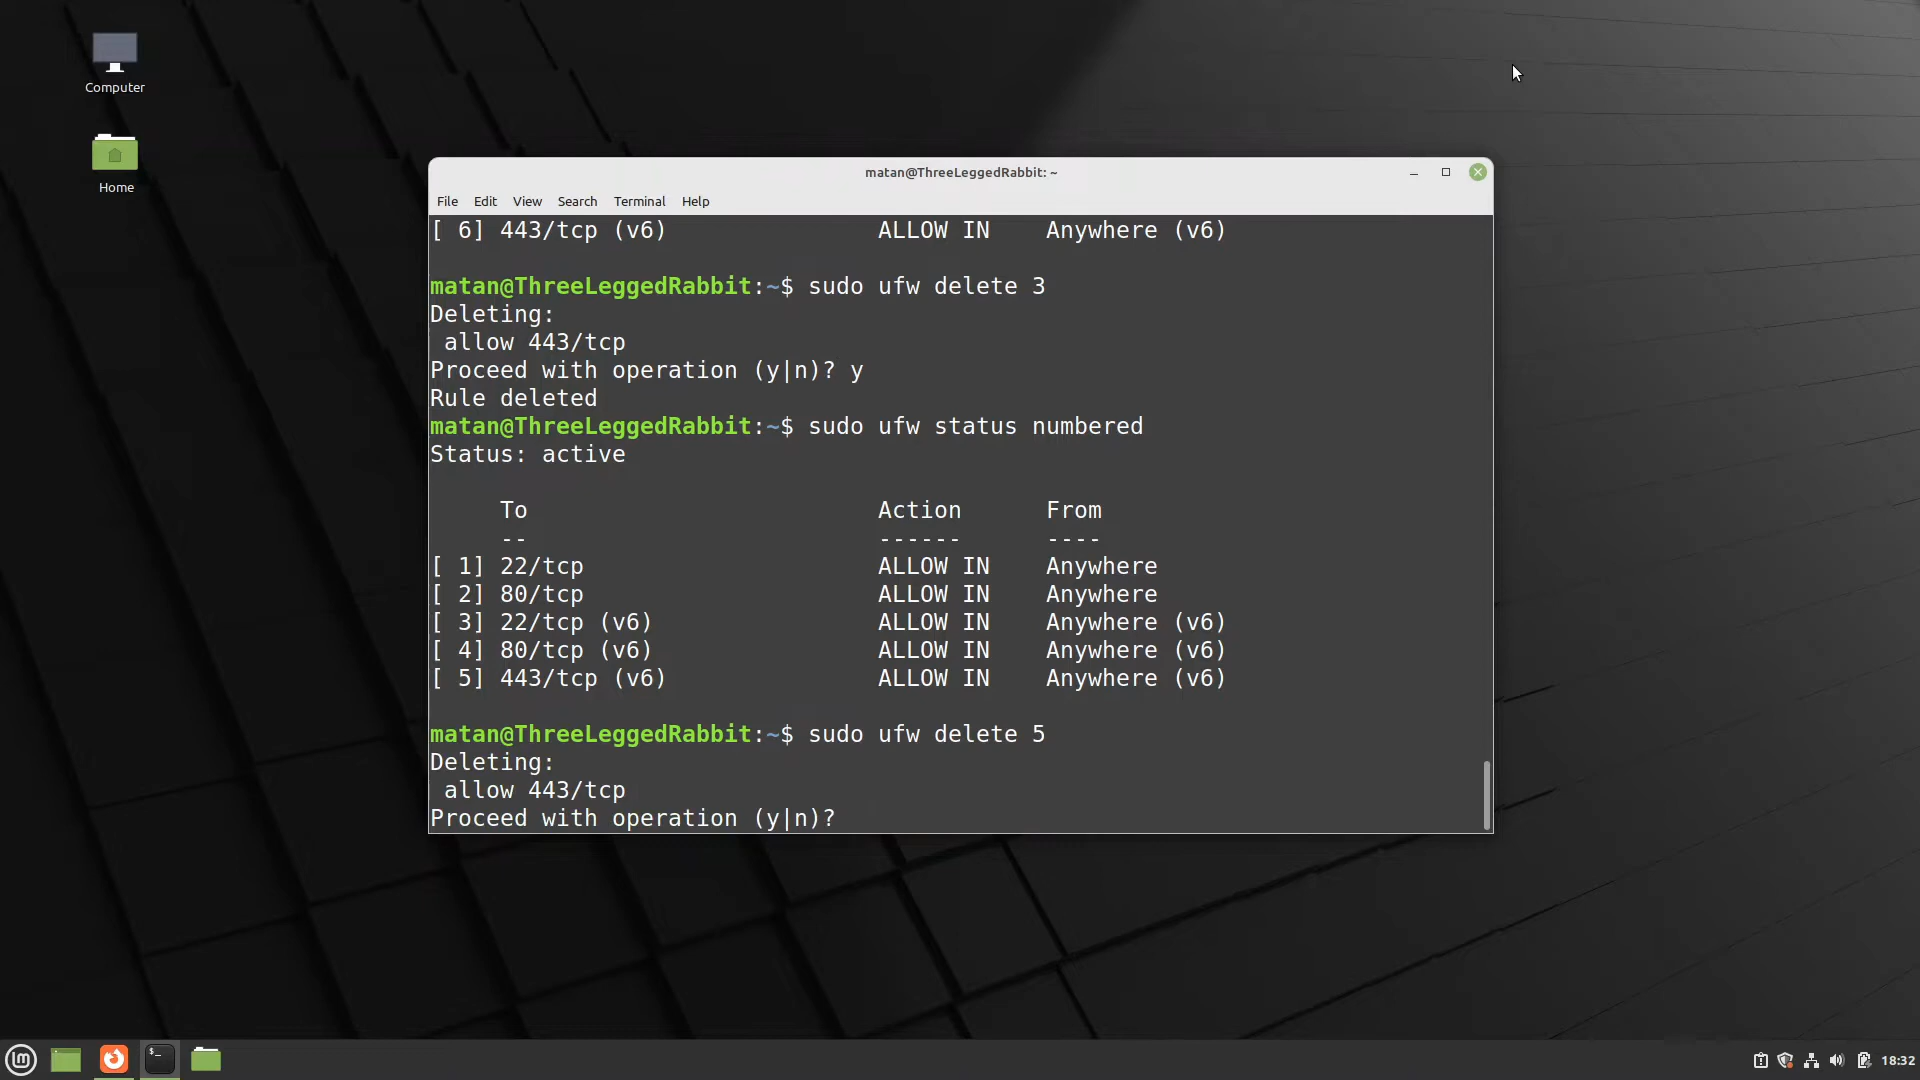 Computer
Home
matan@ThreeLeggedRabbit: ~
File Edit View Search Terminal Help
[ 6] 443/tcp (v6) ALLOW IN Anywhere (v6)
matan@ThreeLeggedRabbit:~$ sudo ufw delete 3
Deleting:
allow 443/tcp
Proceed with operation (y|n)? y
Rule deleted
matan@ThreeLeggedRabbit:~$ sudo ufw status numbered
Status: active
To Action From
-- ------ ----
[ 1] 22/tcp ALLOW IN Anywhere
[ 2] 80/tcp ALLOW IN Anywhere
[ 3] 22/tcp (v6) ALLOW IN Anywhere (v6)
[ 4] 80/tcp (v6) ALLOW IN Anywhere (v6)
[ 5] 443/tcp (v6) ALLOW IN Anywhere (v6)
matan@ThreeLeggedRabbit:~$ sudo ufw delete 5
Deleting:
allow 443/tcp
Proceed with operation (y|n)?
18:32